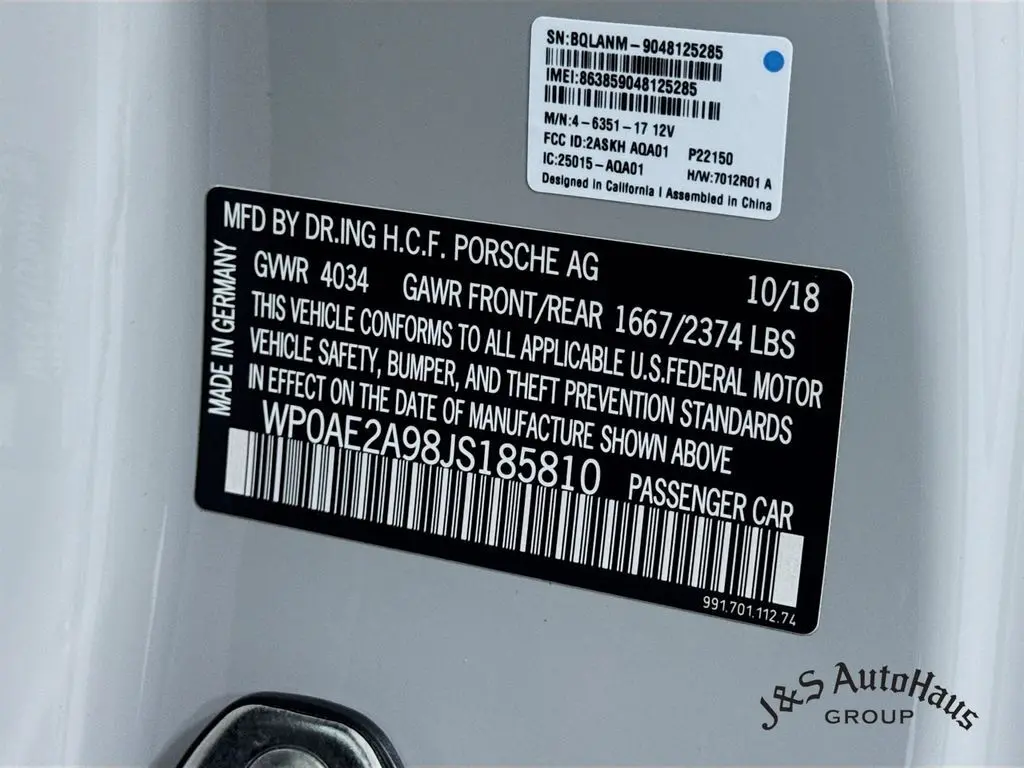 SN:BQLANM-9048125285
IMEI:863859048125285
M/N:4-6351-17 12V
FCC ID:2ASKH AQA01 P22150
IC:25015-AQA01 H/W:7012R01 A
Designed in California | Assembled in China
MFD BY DR.ING H.C.F. PORSCHE AG 10/18
GVWR 4034 GAWR FRONT/REAR 1667/2374 LBS
THIS VEHICLE CONFORMS TO ALL APPLICABLE U.S.FEDERAL MOTOR
VEHICLE SAFETY, BUMPER, AND THEFT PREVENTION STANDARDS
IN EFFECT ON THE DATE OF MANUFACTURE SHOWN ABOVE
WP0AE2A98JS185810 PASSENGER CAR
MADE IN GERMANY
991.701.112.74
J&S AutoHaus
GROUP